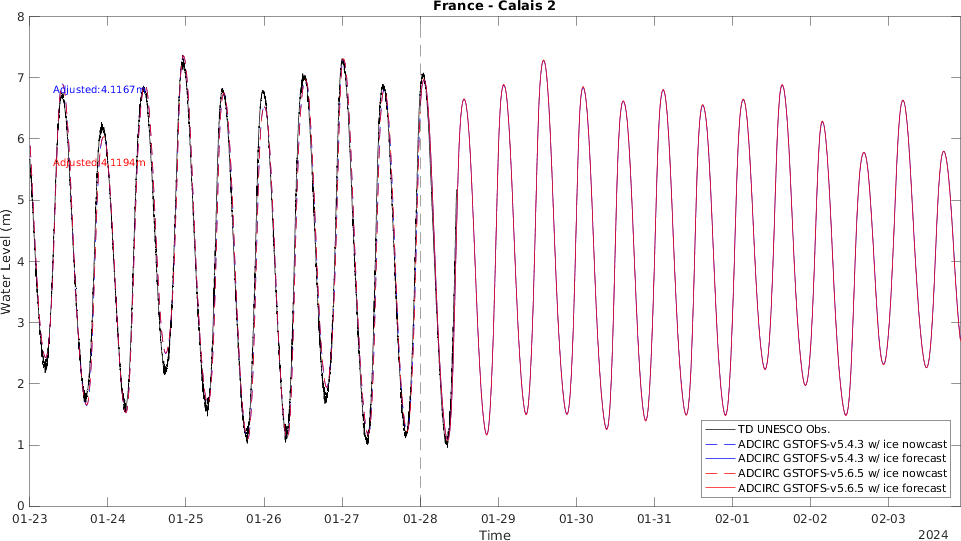 France - Calais 2
8
7
6
5
4
3
2
1
0
Water Level (m)
Adjusted:4.1167m
Adjusted:4.1194m
01-23
01-24
01-25
01-26
01-27
01-28
01-29
01-30
01-31
02-01
02-02
02-03
Time
2024
TD UNESCO Obs.
ADCIRC GSTOFS-v5.4.3 w/ ice nowcast
ADCIRC GSTOFS-v5.4.3 w/ ice forecast
ADCIRC GSTOFS-v5.6.5 w/ ice nowcast
ADCIRC GSTOFS-v5.6.5 w/ ice forecast